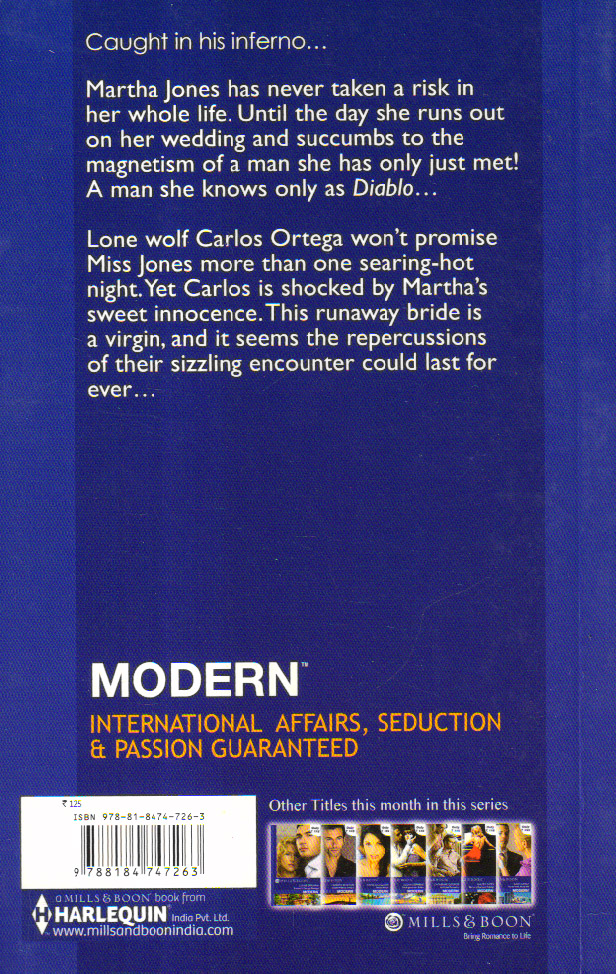 Caught in his inferno...
Martha Jones has never taken a risk in
her whole life. Until the day she runs out
on her wedding and succumbs to the
magnetism of a man she has only just met!
A man she knows only as Diablo...
Lone wolf Carlos Ortega won't promise
Miss Jones more than one searing-hot
night. Yet Carlos is shocked by Martha's
sweet innocence. This runaway bride is
a virgin, and it seems the repercussions
of their sizzling encounter could last for
ever...
MODERN™
INTERNATIONAL AFFAIRS, SEDUCTION
& PASSION GUARANTEED
₹ 125
ISBN 978-81-8474-726-3
9 788184 747263
a MILLS & BOON® book from
HARLEQUIN® India Pvt. Ltd.
www.millsandboonindia.com
Other Titles this month in this series
MILLS & BOON®
Bring Romance to Life